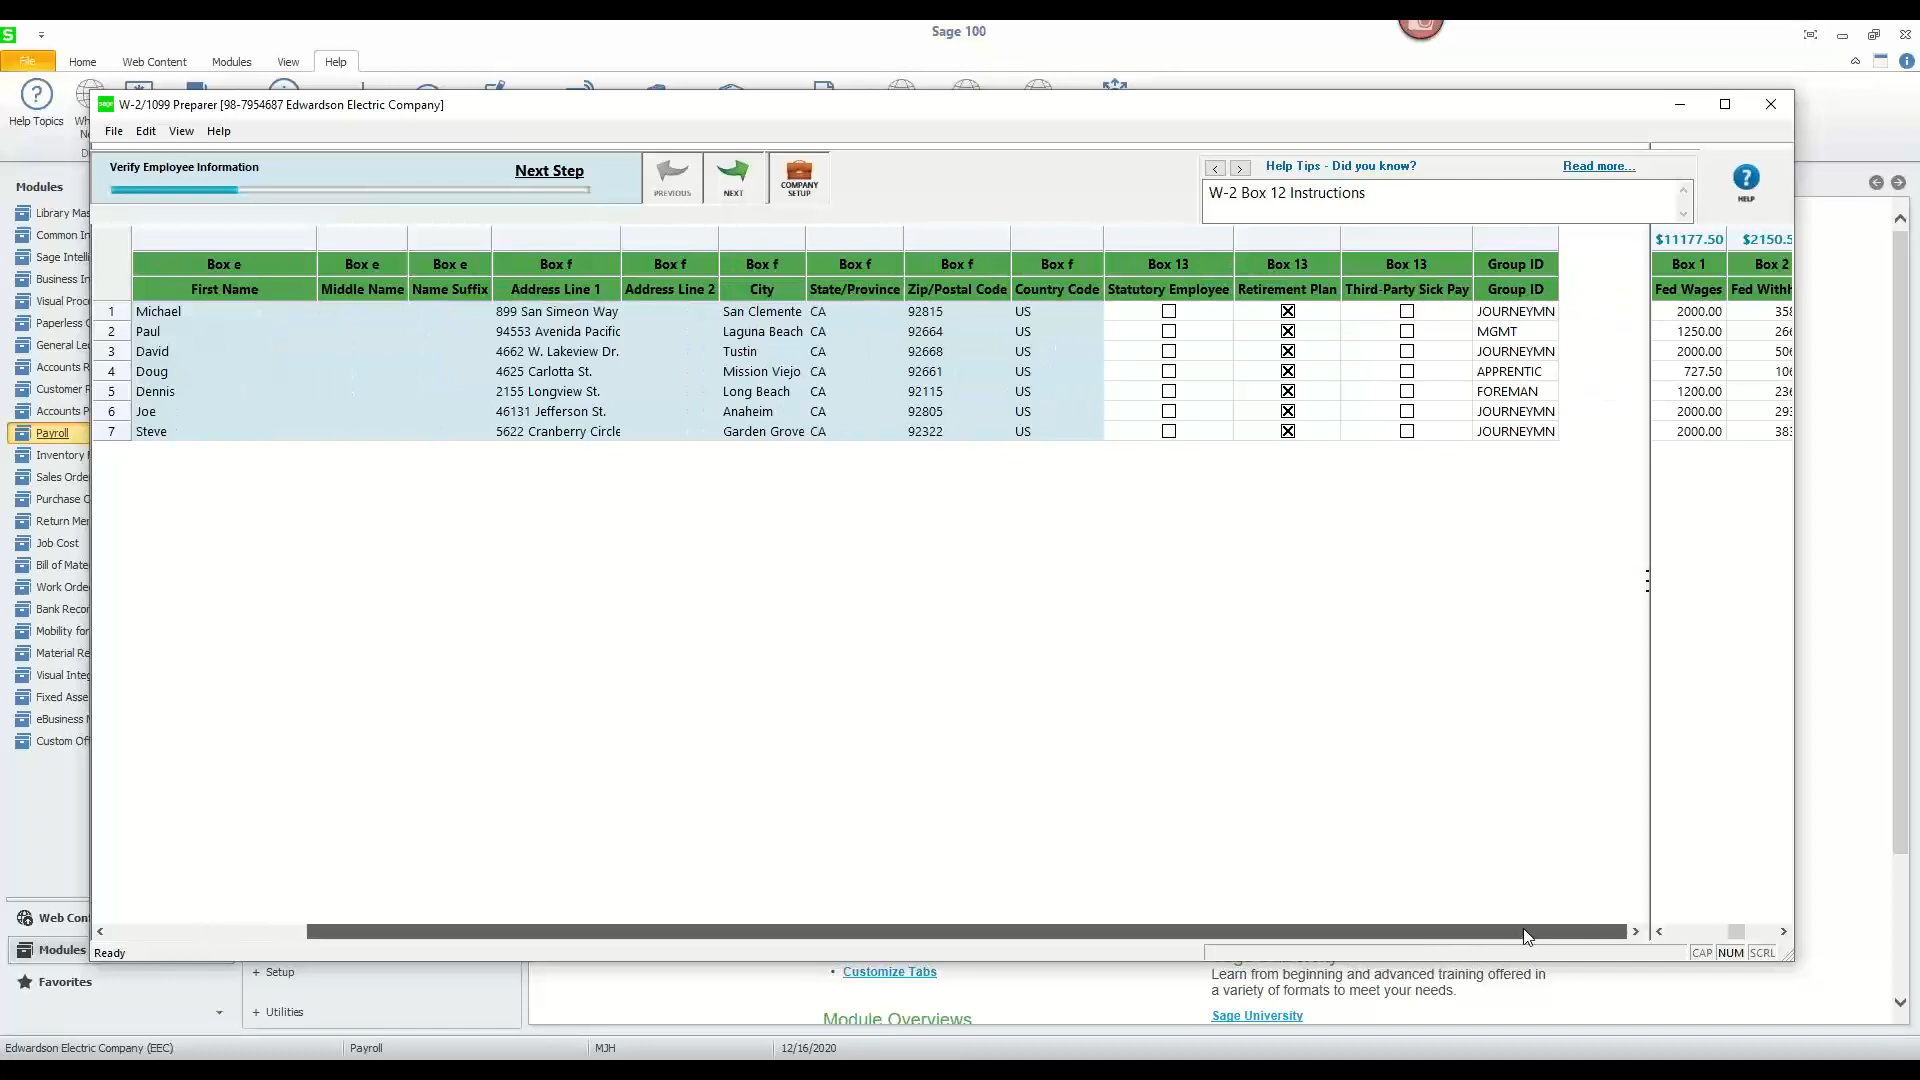 Sage 100
File Home Web Content Modules View Help
Help Topics
W-2/1099 Preparer [98-7954687 Edwardson Electric Company]
File Edit View Help
Verify Employee Information
Next Step
PREVIOUS NEXT COMPANY SETUP
Help Tips - Did you know? Read more...
W-2 Box 12 Instructions
HELP
$11177.50 $2150.5
Box e Box e Box e Box f Box f Box f Box f Box f Box f Box 13 Box 13 Box 13 Group ID Box 1 Box 2
First Name Middle Name Name Suffix Address Line 1 Address Line 2 City State/Province Zip/Postal Code Country Code Statutory Employee Retirement Plan Third-Party Sick Pay Group ID Fed Wages Fed Withh
1 Michael 899 San Simeon Way San Clemente CA 92815 US JOURNEYMN 2000.00 358
2 Paul 94553 Avenida Pacific Laguna Beach CA 92664 US MGMT 1250.00 266
3 David 4662 W. Lakeview Dr. Tustin CA 92668 US JOURNEYMN 2000.00 506
4 Doug 4625 Carlotta St. Mission Viejo CA 92661 US APPRENTIC 727.50 106
5 Dennis 2155 Longview St. Long Beach CA 92115 US FOREMAN 1200.00 236
6 Joe 46131 Jefferson St. Anaheim CA 92805 US JOURNEYMN 2000.00 293
7 Steve 5622 Cranberry Circle Garden Grove CA 92322 US JOURNEYMN 2000.00 383
Modules
Library Mas
Common In
Sage Intelli
Business In
Visual Proc
Paperless C
General Led
Accounts R
Customer R
Accounts P
Payroll
Inventory
Sales Orde
Purchase O
Return Mer
Job Cost
Bill of Mate
Work Orde
Bank Recon
Mobility for
Material Re
Visual Integ
Fixed Asse
eBusiness M
Custom Off
Web Con
Modules
Favorites
Ready
CAP NUM SCRL
+ Setup
+ Utilities
• Customize Tabs
Module Overviews
Learn from beginning and advanced training offered in
a variety of formats to meet your needs.
Sage University
Edwardson Electric Company (EEC) Payroll MJH 12/16/2020